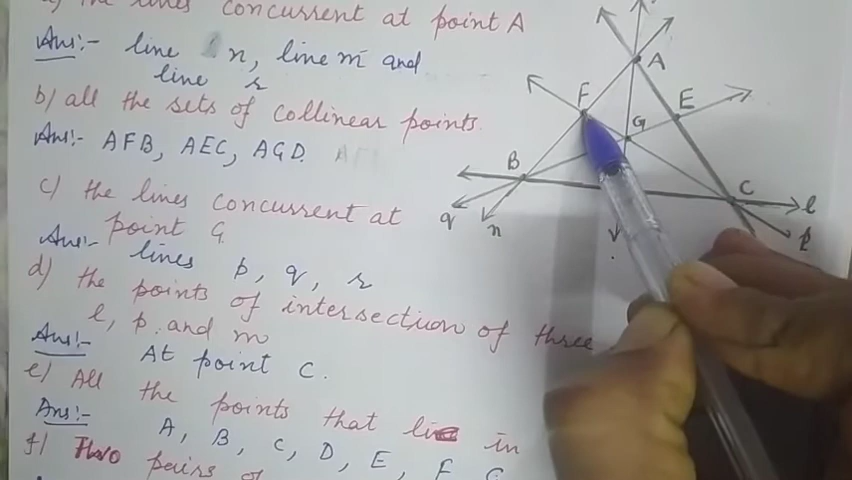 the lines concurrent at point A
Ans:- line n, line m and
line r
b) all the sets of collinear points.
Ans:- AFB, AEC, AGD.
c) the lines concurrent at
point G
Ans:- lines p, q, r
d) the points of intersection of three
l, p and m
Ans:- At point C.
e) All the points that lie in
Ans:- A, B, C, D, E, F
f) Two pairs of
A
F
E
G
B
C
l
q
n
p